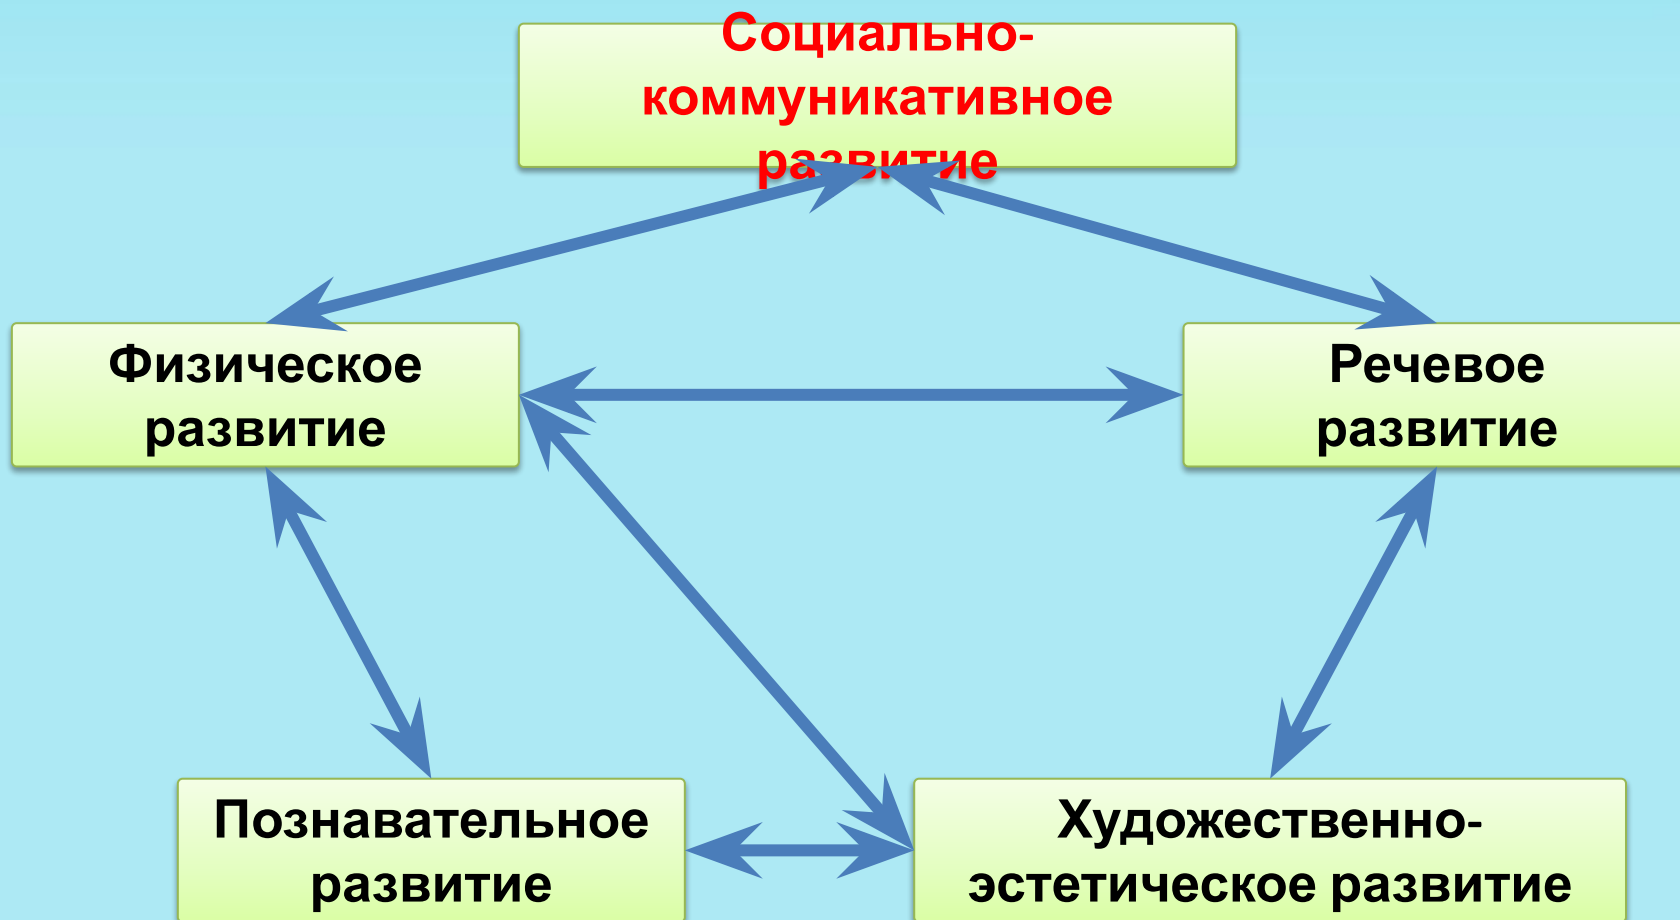 Социально-
коммуникативное
развитие
Физическое
развитие
Речевое
развитие
Познавательное
развитие
Художественно-
эстетическое развитие